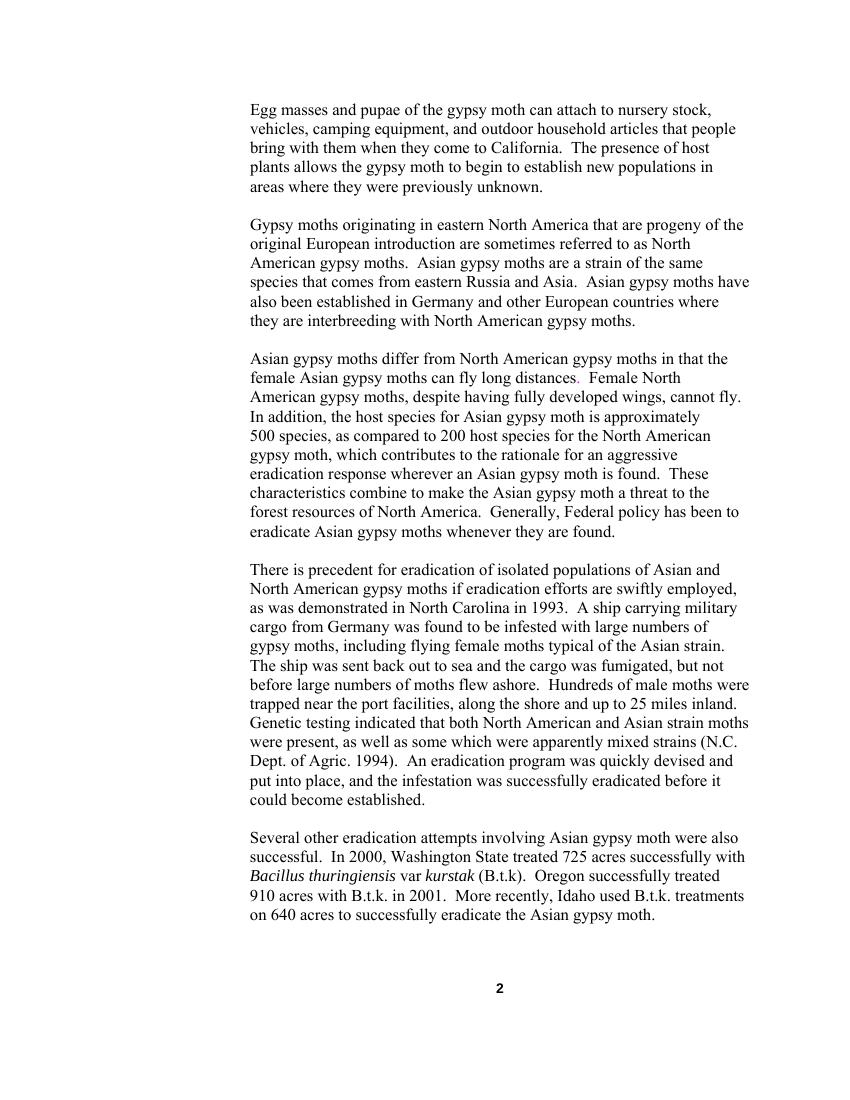 Egg masses and pupae of the gypsy moth can attach to nursery stock,
vehicles, camping equipment, and outdoor household articles that people
bring with them when they come to California.  The presence of host
plants allows the gypsy moth to begin to establish new populations in
areas where they were previously unknown.

Gypsy moths originating in eastern North America that are progeny of the
original European introduction are sometimes referred to as North
American gypsy moths.  Asian gypsy moths are a strain of the same
species that comes from eastern Russia and Asia.  Asian gypsy moths have
also been established in Germany and other European countries where
they are interbreeding with North American gypsy moths.

Asian gypsy moths differ from North American gypsy moths in that the
female Asian gypsy moths can fly long distances.  Female North
American gypsy moths, despite having fully developed wings, cannot fly.
In addition, the host species for Asian gypsy moth is approximately
500 species, as compared to 200 host species for the North American
gypsy moth, which contributes to the rationale for an aggressive
eradication response wherever an Asian gypsy moth is found.  These
characteristics combine to make the Asian gypsy moth a threat to the
forest resources of North America.  Generally, Federal policy has been to
eradicate Asian gypsy moths whenever they are found.

There is precedent for eradication of isolated populations of Asian and
North American gypsy moths if eradication efforts are swiftly employed,
as was demonstrated in North Carolina in 1993.  A ship carrying military
cargo from Germany was found to be infested with large numbers of
gypsy moths, including flying female moths typical of the Asian strain.
The ship was sent back out to sea and the cargo was fumigated, but not
before large numbers of moths flew ashore.  Hundreds of male moths were
trapped near the port facilities, along the shore and up to 25 miles inland.
Genetic testing indicated that both North American and Asian strain moths
were present, as well as some which were apparently mixed strains (N.C.
Dept. of Agric. 1994).  An eradication program was quickly devised and
put into place, and the infestation was successfully eradicated before it
could become established.

Several other eradication attempts involving Asian gypsy moth were also
successful.  In 2000, Washington State treated 725 acres successfully with
Bacillus thuringiensis var kurstak (B.t.k).  Oregon successfully treated
910 acres with B.t.k. in 2001.  More recently, Idaho used B.t.k. treatments
on 640 acres to successfully eradicate the Asian gypsy moth.

2